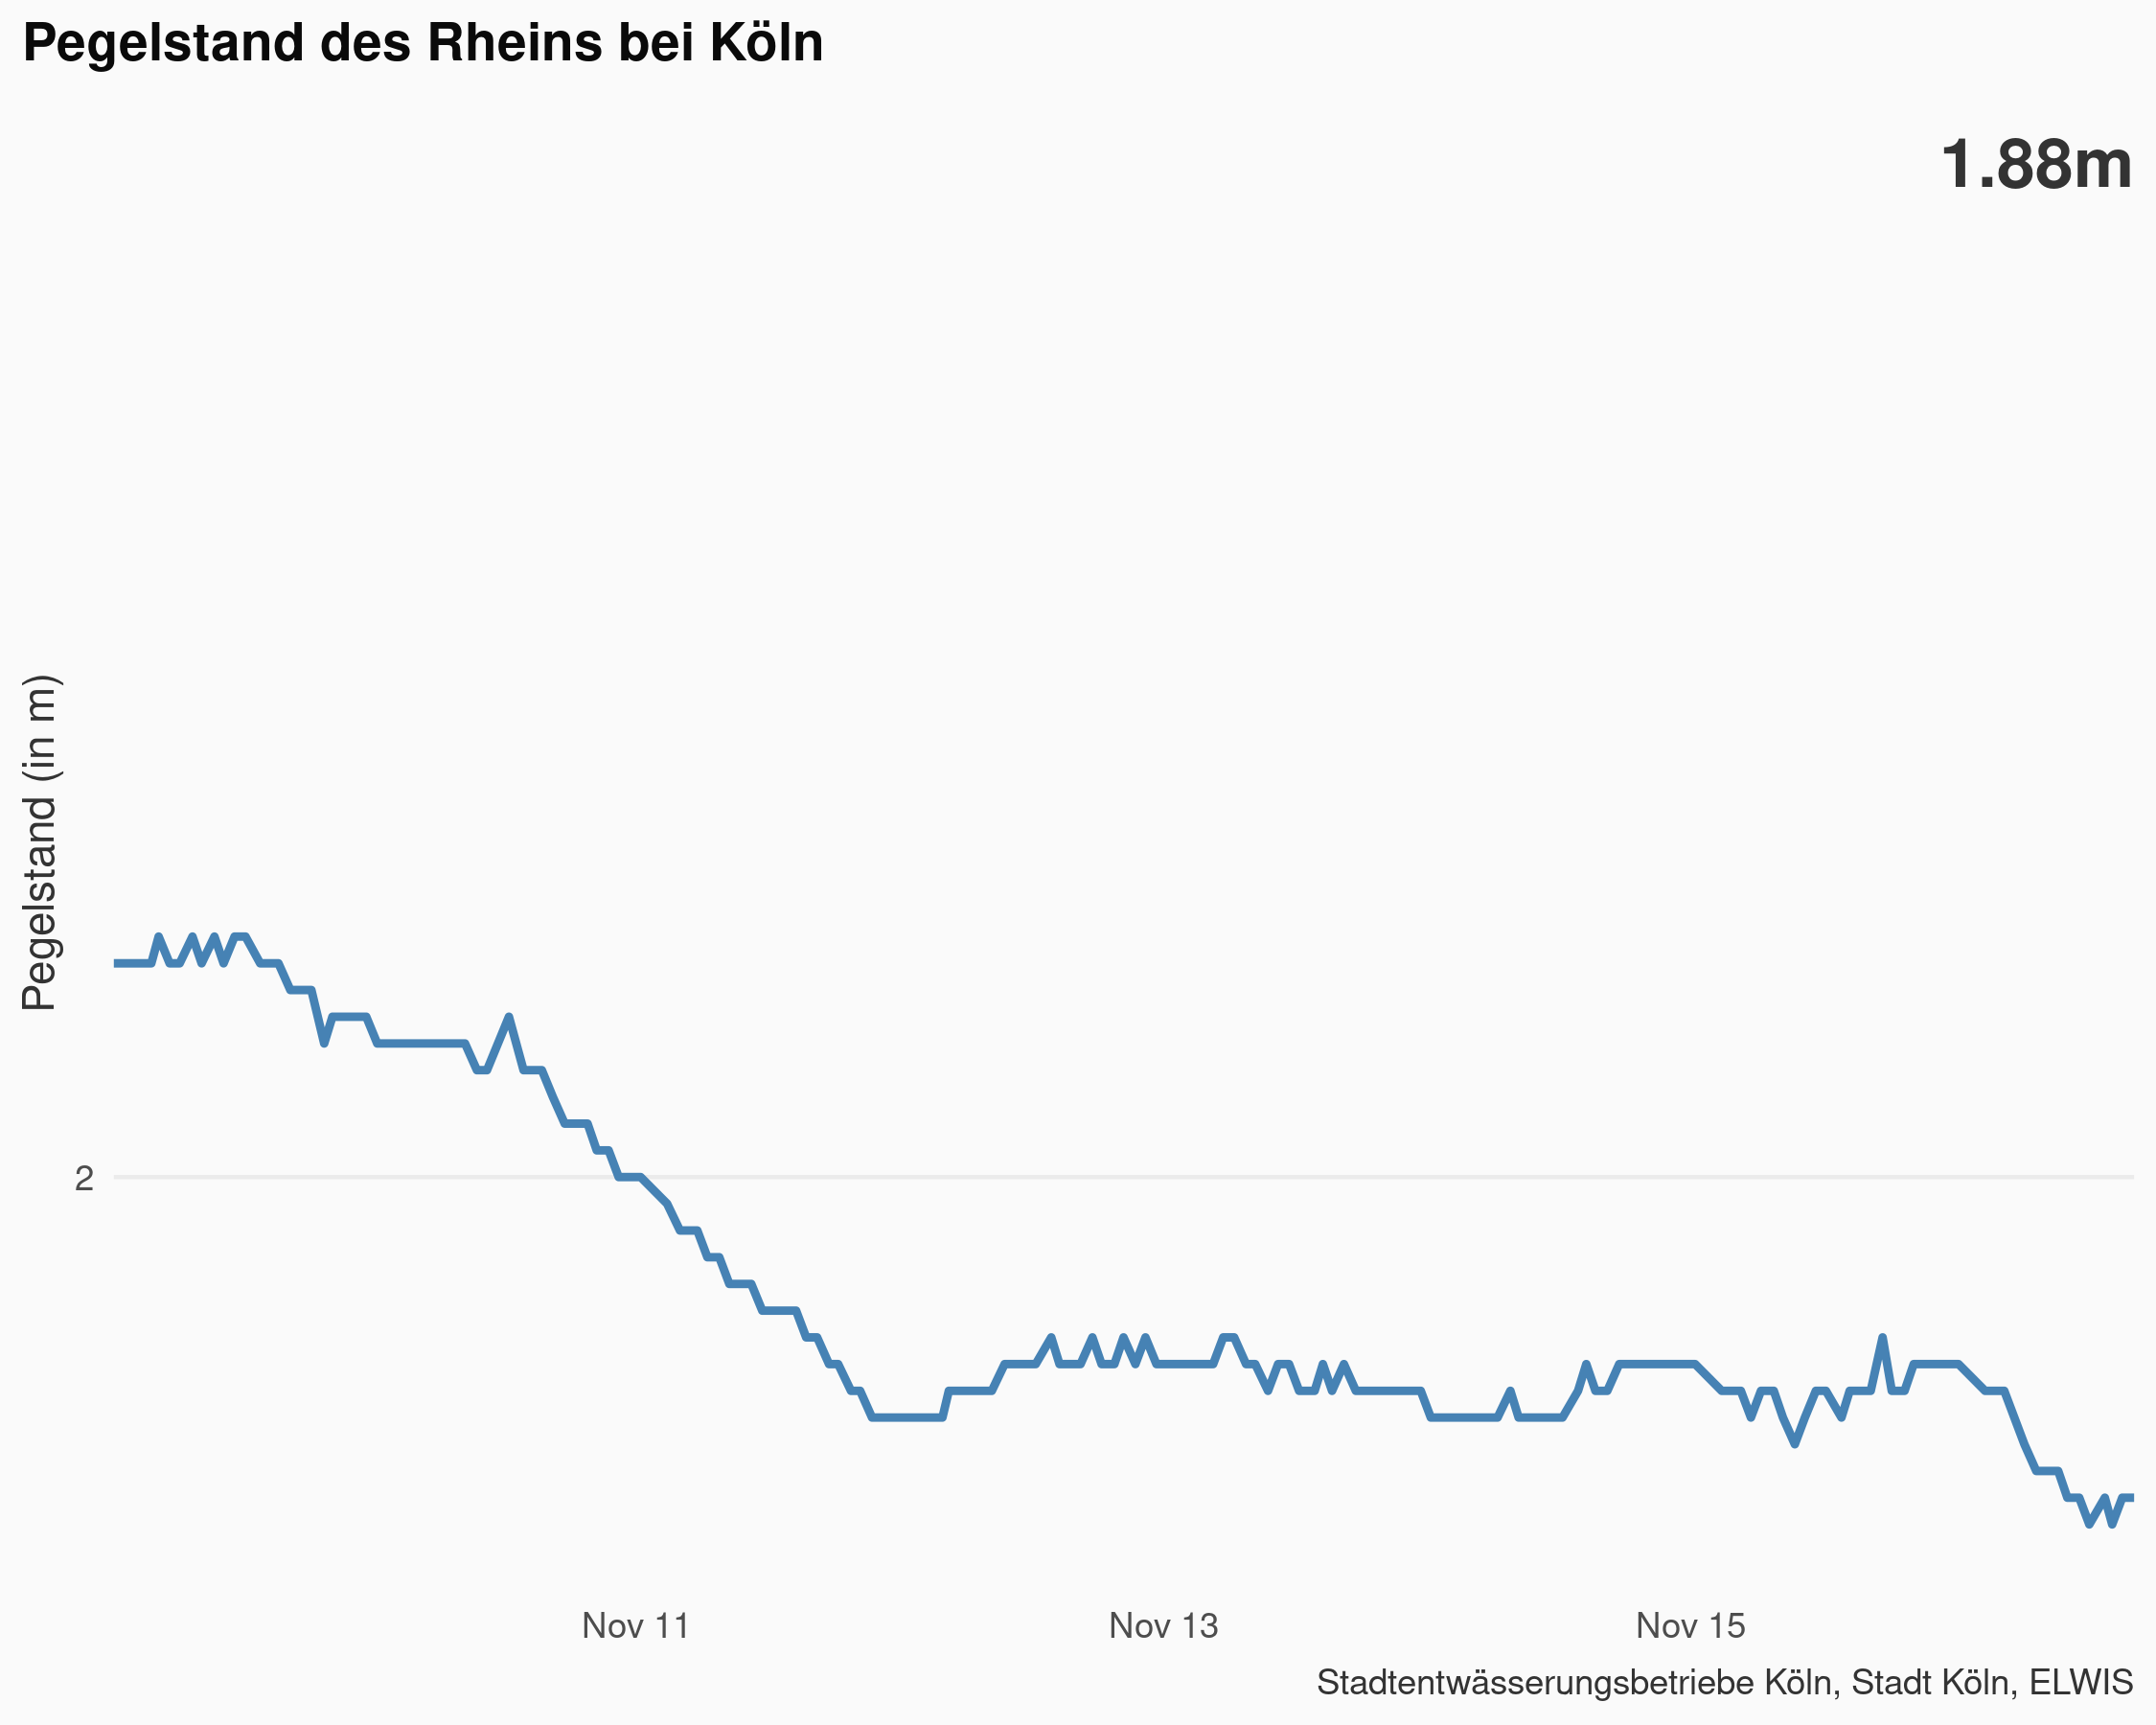 Pegelstand des Rheins bei Köln
1.88m
Pegelstand (in m)
2
Nov 11
Nov 13
Nov 15
Stadtentwässerungsbetriebe Köln, Stadt Köln, ELWIS